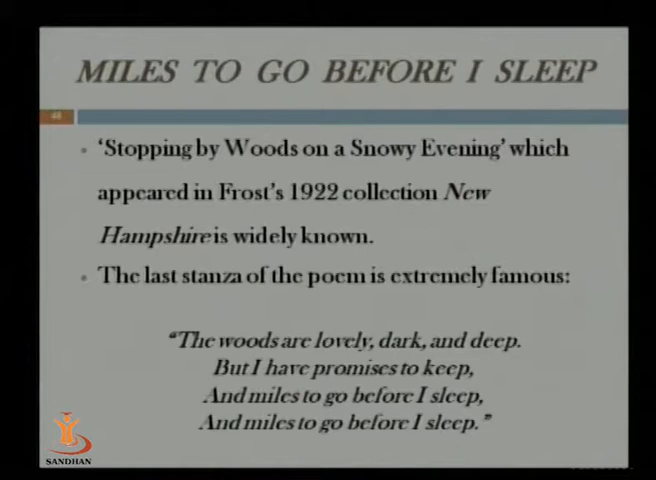 MILES TO GO BEFORE I SLEEP
48
‘Stopping by Woods on a Snowy Evening’ which
appeared in Frost’s 1922 collection New
Hampshire is widely known.
The last stanza of the poem is extremely famous:
“The woods are lovely, dark, and deep.
But I have promises to keep,
And miles to go before I sleep,
And miles to go before I sleep.”
SANDHAN